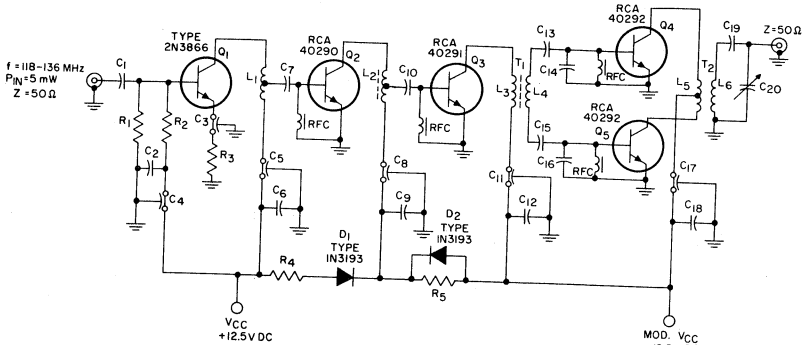 TYPE
2N3866
Q1
f = 118-136 MHz
PIN = 5 mW
Z = 50Ω
C1
R1
R2
C2
C3
C4
R3
L1
C5
C6
C7
RCA
40290
Q2
RFC
L2
C8
C9
C10
RCA
40291
Q3
RFC
T1
L3
L4
C11
C12
C13
C14
RFC
RCA
40292
Q4
C15
C16
RFC
RCA
40292
Q5
L5
T2
L6
C17
C18
C19
Z=50Ω
C20
R4
D1
TYPE
1N3193
D2
TYPE
1N3193
R5
VCC
+12.5V DC
MOD. VCC